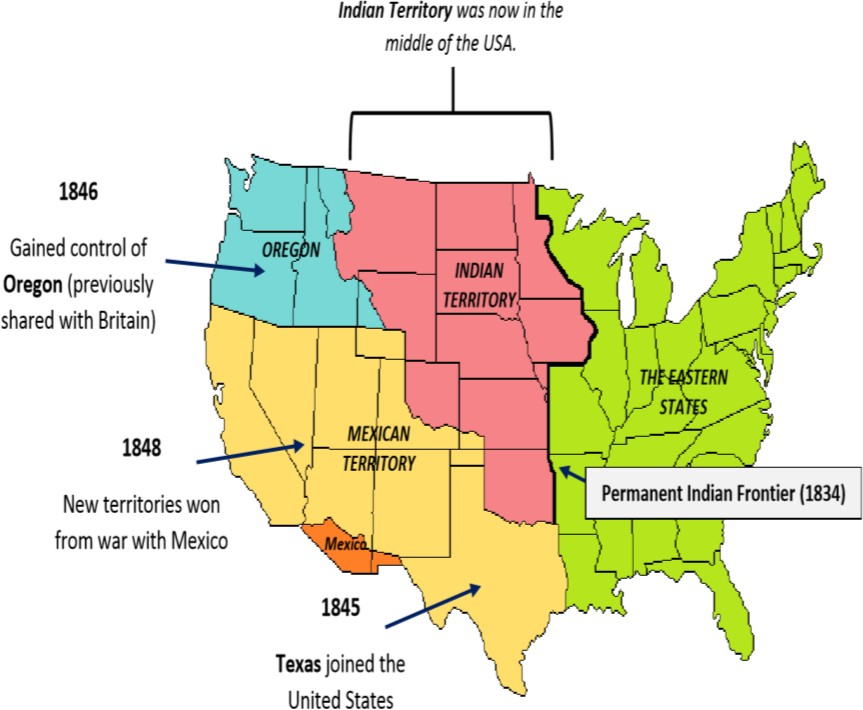 Indian Territory was now in the
middle of the USA.
1846
Gained control of
Oregon (previously
shared with Britain)
OREGON
INDIAN
TERRITORY
THE EASTERN
STATES
1848
New territories won
from war with Mexico
MEXICAN
TERRITORY
Permanent Indian Frontier (1834)
Mexico
1845
Texas joined the
United States